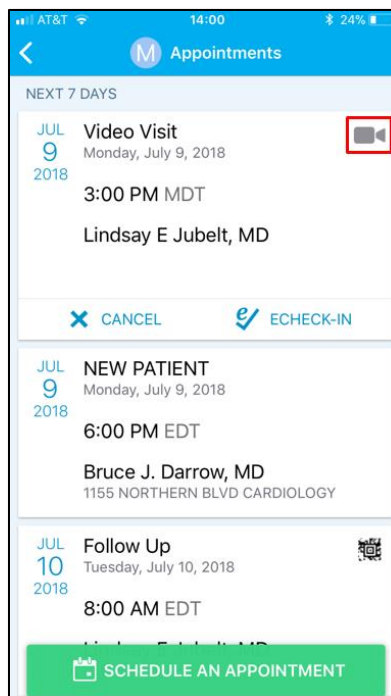 AT&T 14:00 24%
M Appointments
NEXT 7 DAYS
JUL
9
2018
Video Visit
Monday, July 9, 2018
3:00 PM MDT
Lindsay E Jubelt, MD
CANCEL ECHECK-IN
JUL
9
2018
NEW PATIENT
Monday, July 9, 2018
6:00 PM EDT
Bruce J. Darrow, MD
1155 NORTHERN BLVD CARDIOLOGY
JUL
10
2018
Follow Up
Tuesday, July 10, 2018
8:00 AM EDT
SCHEDULE AN APPOINTMENT